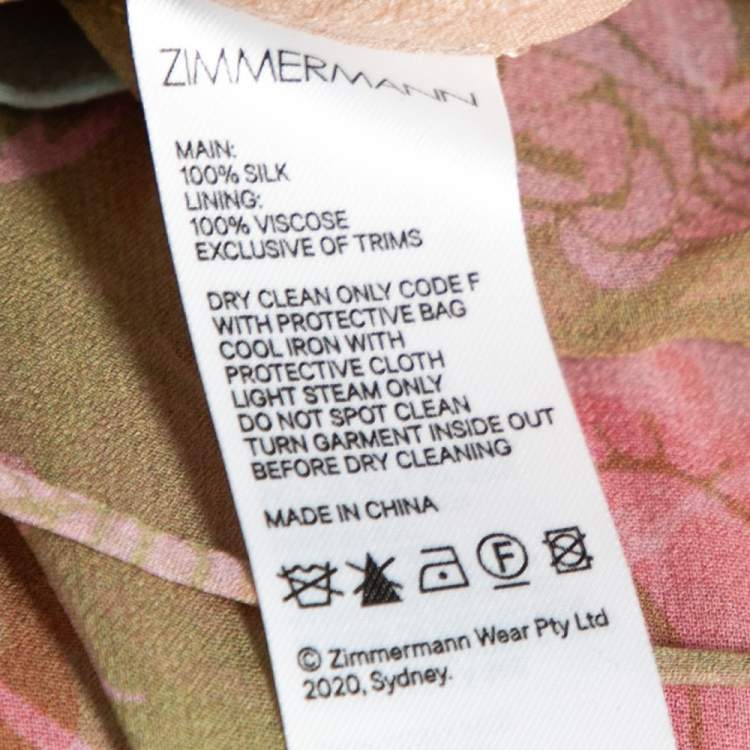 ZIMMERMANN
MAIN:
100% SILK
LINING:
100% VISCOSE
EXCLUSIVE OF TRIMS
DRY CLEAN ONLY CODE F
WITH PROTECTIVE BAG
COOL IRON WITH
PROTECTIVE CLOTH
LIGHT STEAM ONLY
DO NOT SPOT CLEAN
TURN GARMENT INSIDE OUT
BEFORE DRY CLEANING
MADE IN CHINA
F
© Zimmermann Wear Pty Ltd
2020, Sydney.